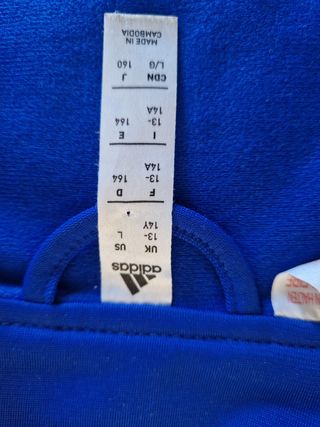 adidas
UK US
13- L
14Y
F D
13- 164
14A
I E
13- 164
14A
CDN J
L/G 160
MADE IN
CAMBODIA